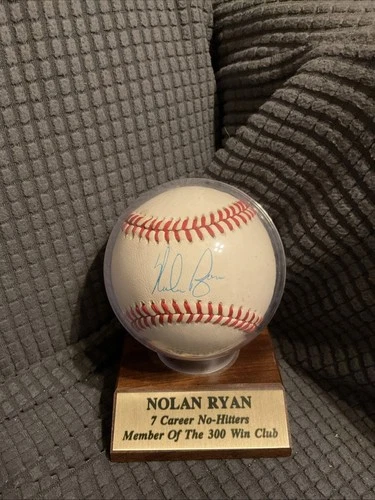 Nolan Ryan
NOLAN RYAN
7 Career No-Hitters
Member Of The 300 Win Club